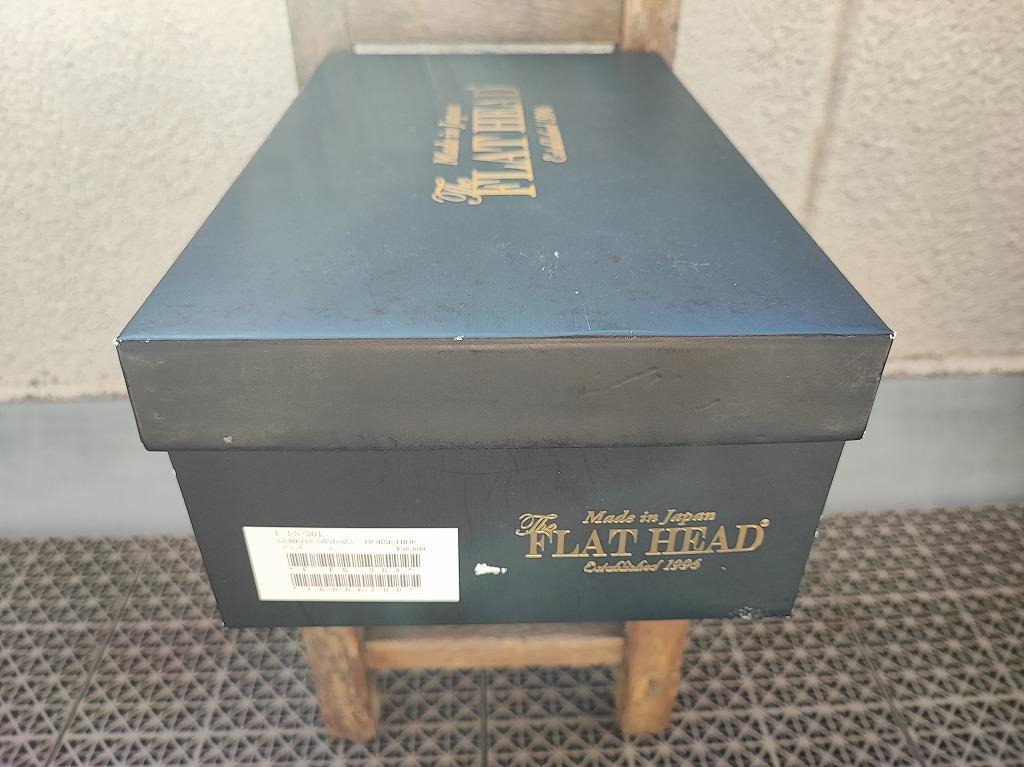 Made in Japan
The
FLAT HEAD
Established 1996
Made in Japan
The
FLAT HEAD®
Established 1996
GURKHA SANDALS - HORSE HIDE